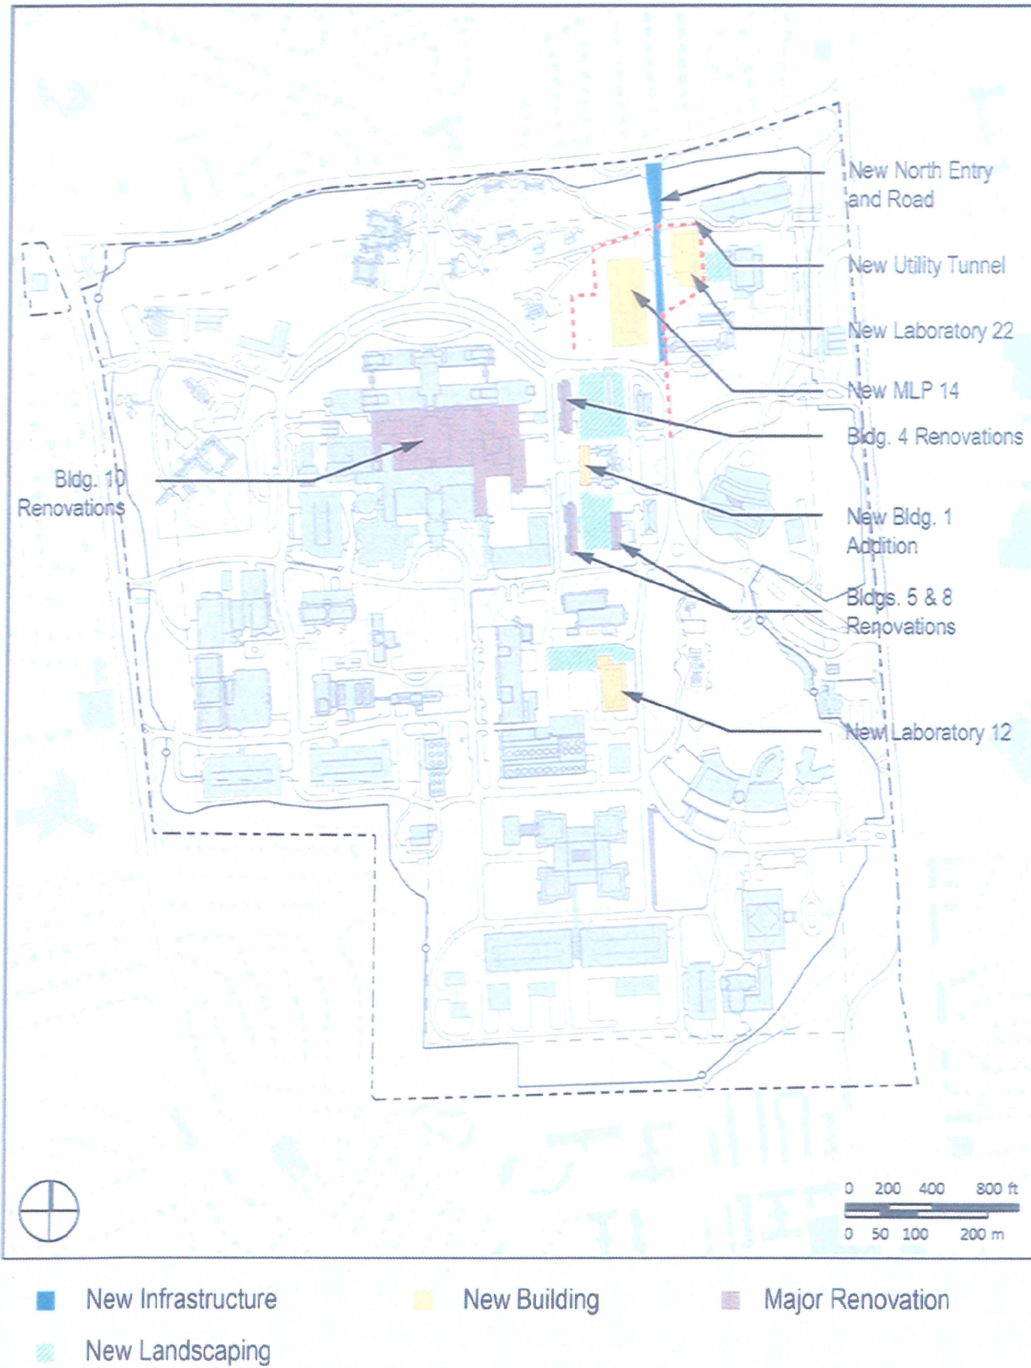 New North Entry
and Road
New Utility Tunnel
New Laboratory 22
New MLP 14
Bldg. 4 Renovations
Bldg. 10
Renovations
New Bldg. 1
Addition
Bldgs. 5 & 8
Renovations
New Laboratory 12
0 200 400 800 ft
0 50 100 200 m
New Infrastructure
New Building
Major Renovation
New Landscaping